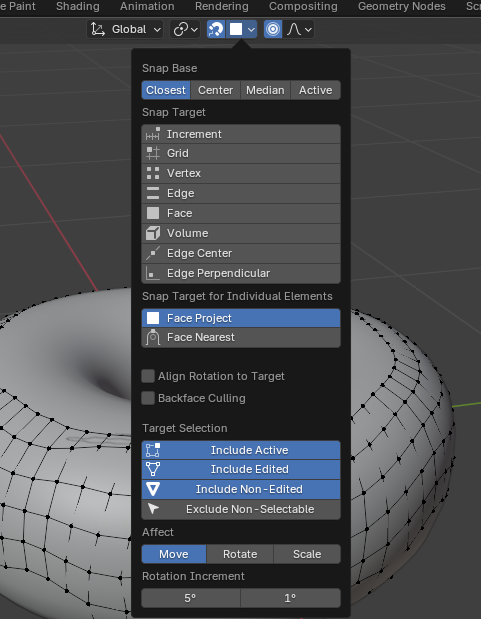 e Paint Shading Animation Rendering Compositing Geometry Nodes Scr
Global
Snap Base
Closest Center Median Active
Snap Target
Increment
Grid
Vertex
Edge
Face
Volume
Edge Center
Edge Perpendicular
Snap Target for Individual Elements
Face Project
Face Nearest
Align Rotation to Target
Backface Culling
Target Selection
Include Active
Include Edited
Include Non-Edited
Exclude Non-Selectable
Affect
Move Rotate Scale
Rotation Increment
5° 1°